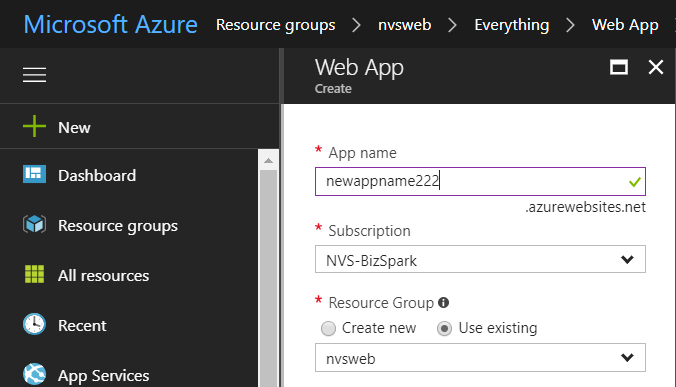 Microsoft Azure Resource groups > nvsweb > Everything > Web App
Web App
Create
New
Dashboard
Resource groups
All resources
Recent
App Services
* App name
newappname222
.azurewebsites.net
* Subscription
NVS-BizSpark
* Resource Group
Create new Use existing
nvsweb